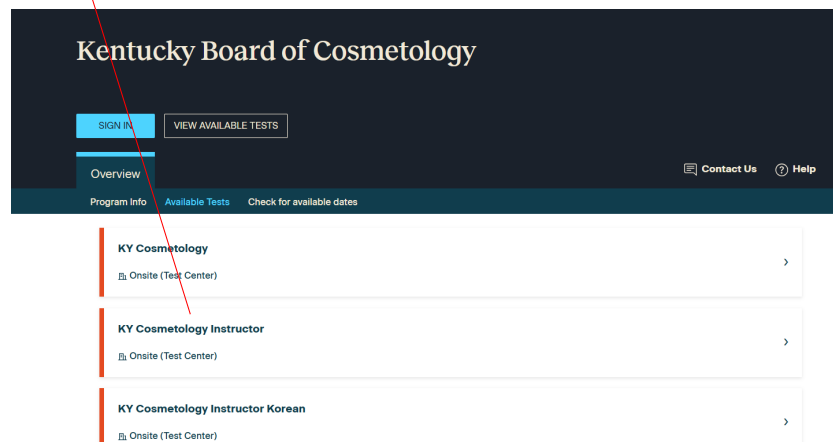 Kentucky Board of Cosmetology
SIGN IN VIEW AVAILABLE TESTS
Overview Contact Us Help
Program Info Available Tests Check for available dates
KY Cosmetology
Onsite (Test Center)
KY Cosmetology Instructor
Onsite (Test Center)
KY Cosmetology Instructor Korean
Onsite (Test Center)